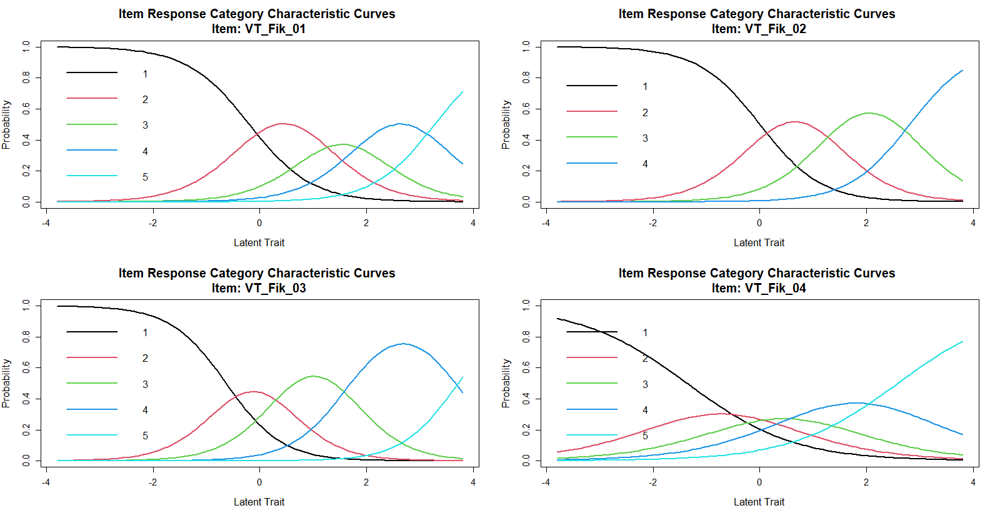 Item Response Category Characteristic Curves
Item: VT_Fik_01
Probability
1.0
0.8
0.6
0.4
0.2
0.0
1
2
3
4
5
-4 -2 0 2 4
Latent Trait
Item Response Category Characteristic Curves
Item: VT_Fik_02
Probability
1.0
0.8
0.6
0.4
0.2
0.0
1
2
3
4
-4 -2 0 2 4
Latent Trait
Item Response Category Characteristic Curves
Item: VT_Fik_03
Probability
1.0
0.8
0.6
0.4
0.2
0.0
1
2
3
4
5
-4 -2 0 2 4
Latent Trait
Item Response Category Characteristic Curves
Item: VT_Fik_04
Probability
1.0
0.8
0.6
0.4
0.2
0.0
1
2
3
4
5
-4 -2 0 2 4
Latent Trait